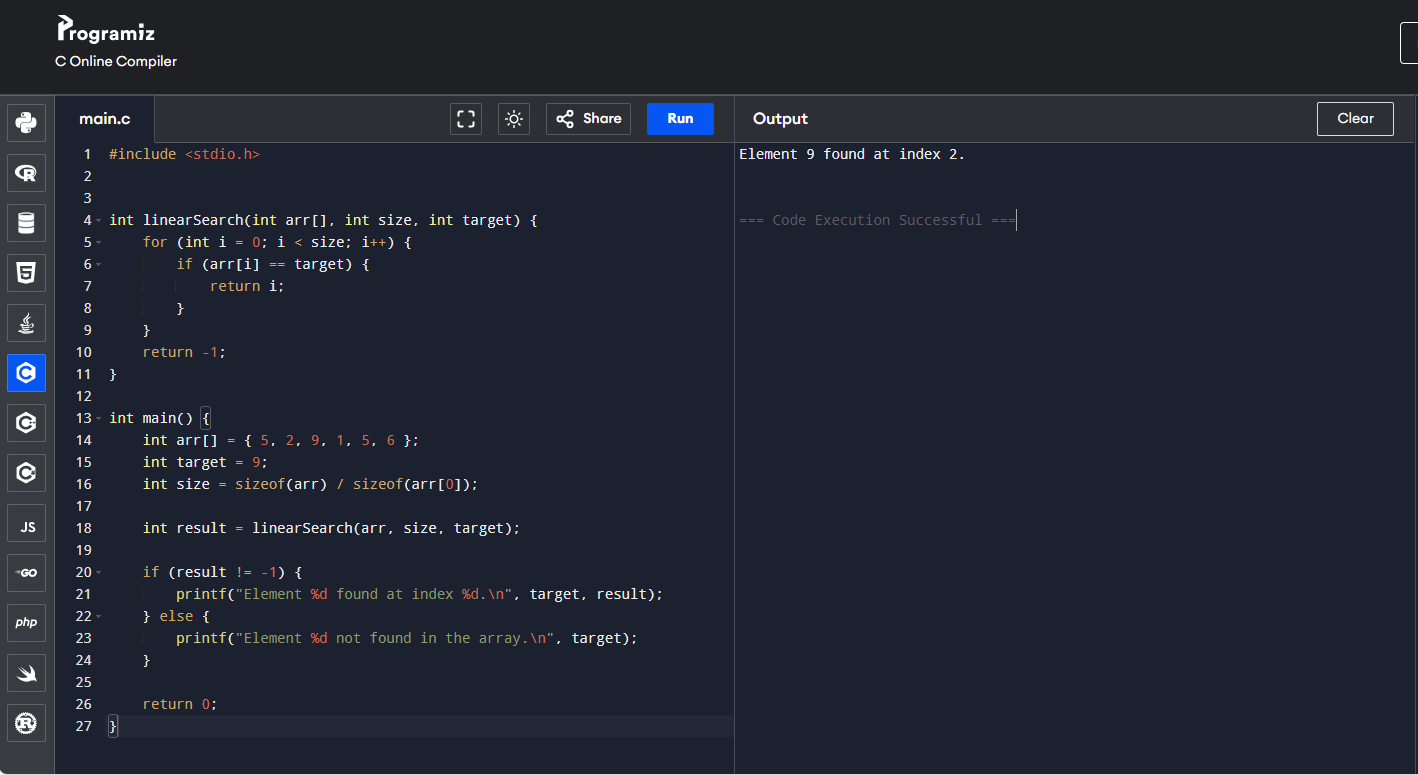 Programiz
C Online Compiler
main.c
Share
Run
Output
Clear
1 #include <stdio.h>
2
3
4 int linearSearch(int arr[], int size, int target) {
5     for (int i = 0; i < size; i++) {
6         if (arr[i] == target) {
7             return i;
8         }
9     }
10     return -1;
11 }
12
13 int main() {
14     int arr[] = { 5, 2, 9, 1, 5, 6 };
15     int target = 9;
16     int size = sizeof(arr) / sizeof(arr[0]);
17
18     int result = linearSearch(arr, size, target);
19
20     if (result != -1) {
21         printf("Element %d found at index %d.\n", target, result);
22     } else {
23         printf("Element %d not found in the array.\n", target);
24     }
25
26     return 0;
27 }
Element 9 found at index 2.
=== Code Execution Successful ===
R
5
C
C
C
JS
GO
php
R